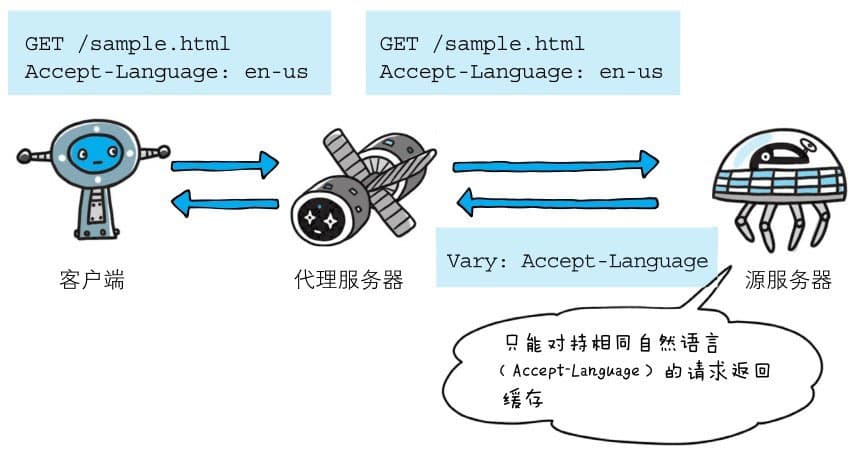 GET /sample.html
Accept-Language: en-us
GET /sample.html
Accept-Language: en-us
客户端
代理服务器
Vary: Accept-Language
源服务器
只能对持相同自然语言
（Accept-Language）的请求返回
缓存